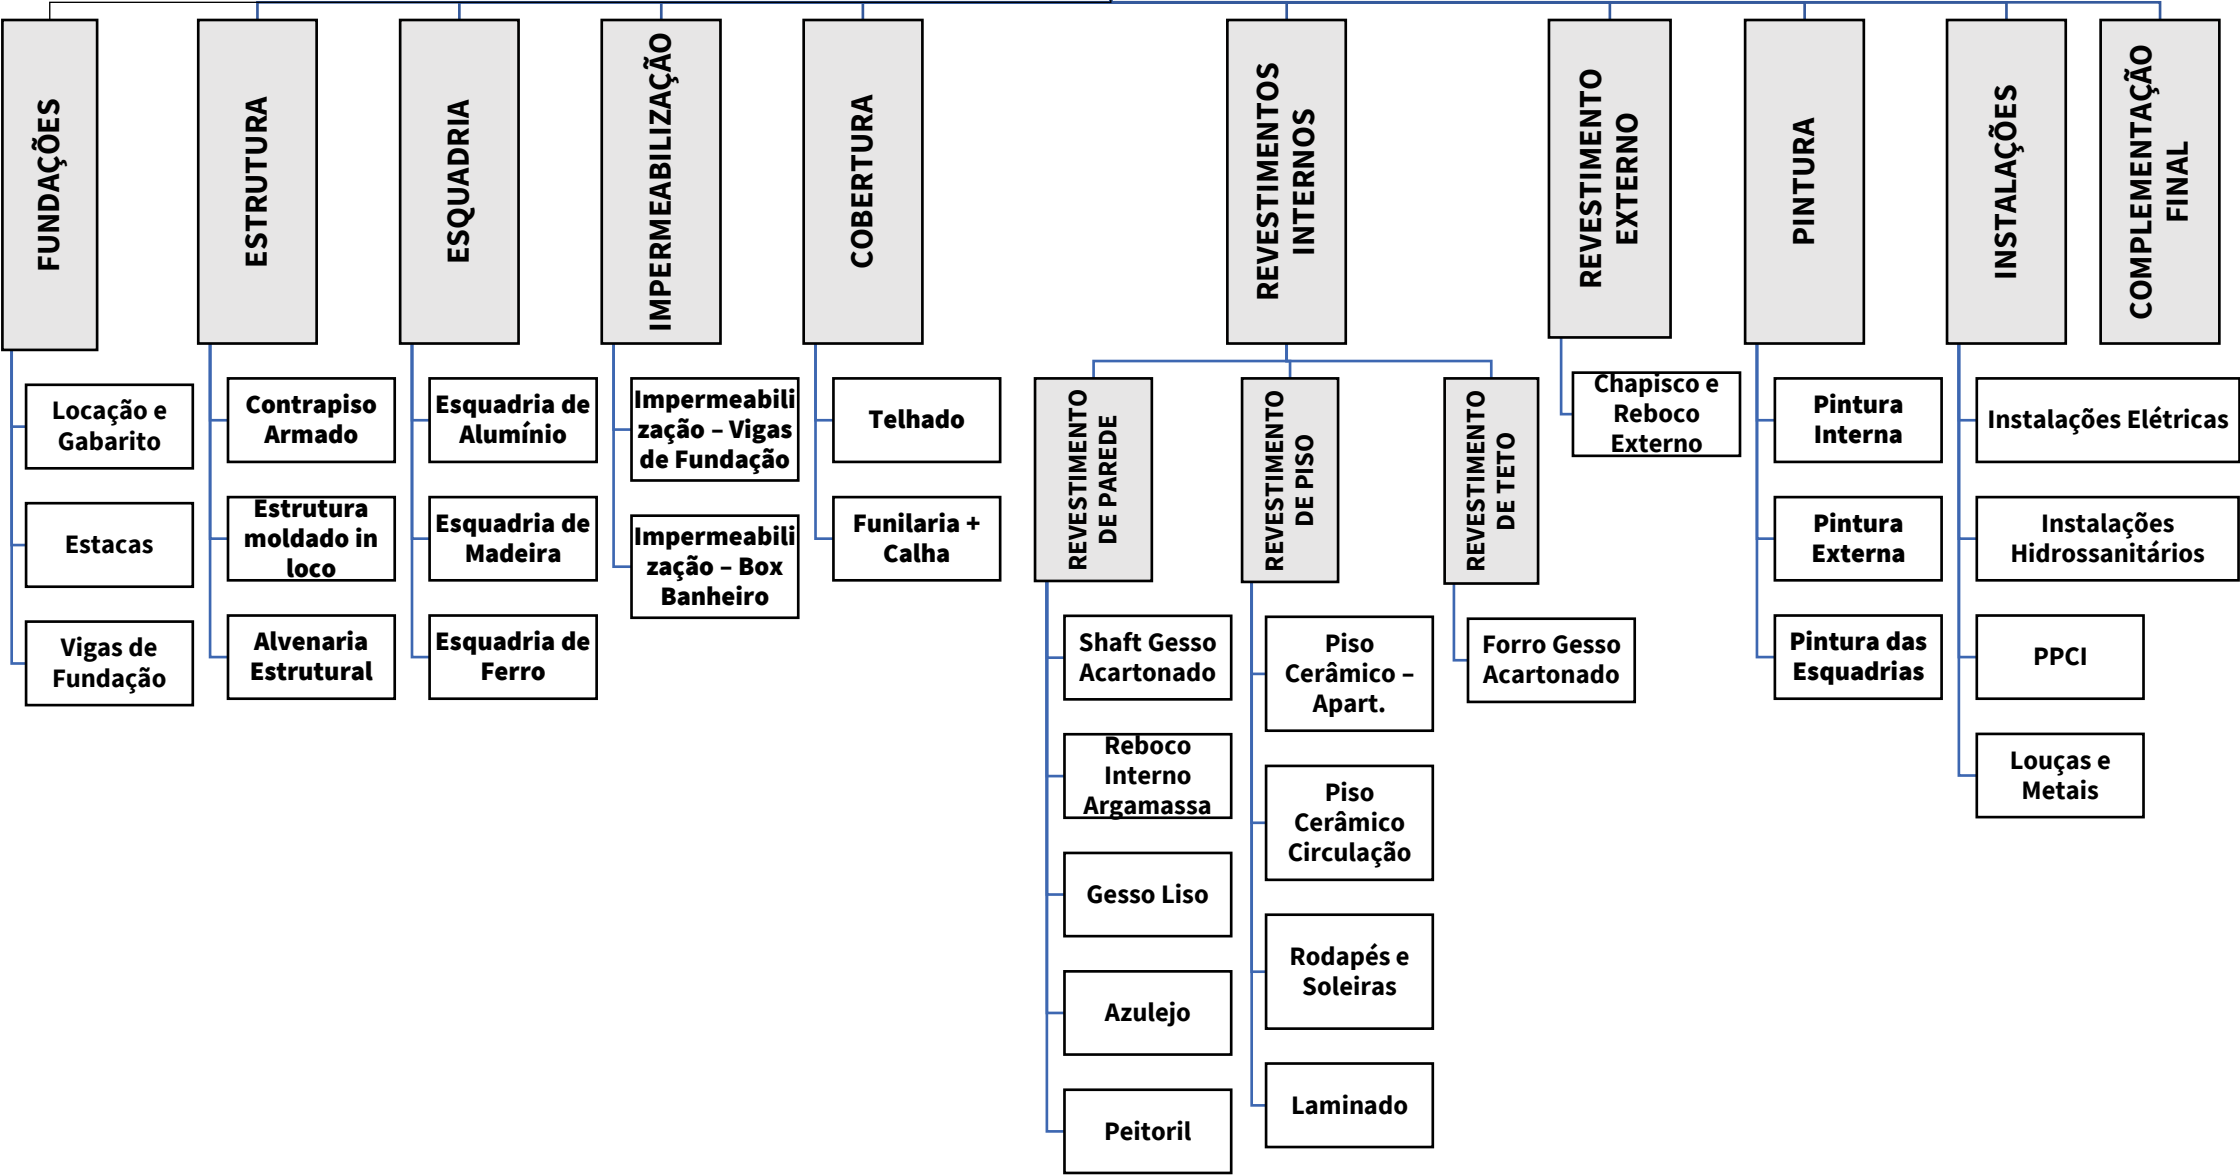 FUNDAÇÕES
Locação e
Gabarito
Estacas
Vigas de
Fundação
ESTRUTURA
Contrapiso
Armado
Estrutura
moldado in
loco
Alvenaria
Estrutural
ESQUADRIA
Esquadria de
Alumínio
Esquadria de
Madeira
Esquadria de
Ferro
IMPERMEABILIZAÇÃO
Impermeabili
zação – Vigas
de Fundação
Impermeabili
zação – Box
Banheiro
COBERTURA
Telhado
Funilaria +
Calha
REVESTIMENTOS
INTERNOS
REVESTIMENTO
DE PAREDE
Shaft Gesso
Acartonado
Reboco
Interno
Argamassa
Gesso Liso
Azulejo
Peitoril
REVESTIMENTO
DE PISO
Piso
Cerâmico –
Apart.
Piso
Cerâmico
Circulação
Rodapés e
Soleiras
Laminado
REVESTIMENTO
DE TETO
Forro Gesso
Acartonado
REVESTIMENTO
EXTERNO
Chapisco e
Reboco
Externo
PINTURA
Pintura
Interna
Pintura
Externa
Pintura das
Esquadrias
INSTALAÇÕES
Instalações Elétricas
Instalações
Hidrossanitários
PPCI
Louças e
Metais
COMPLEMENTAÇÃO
FINAL